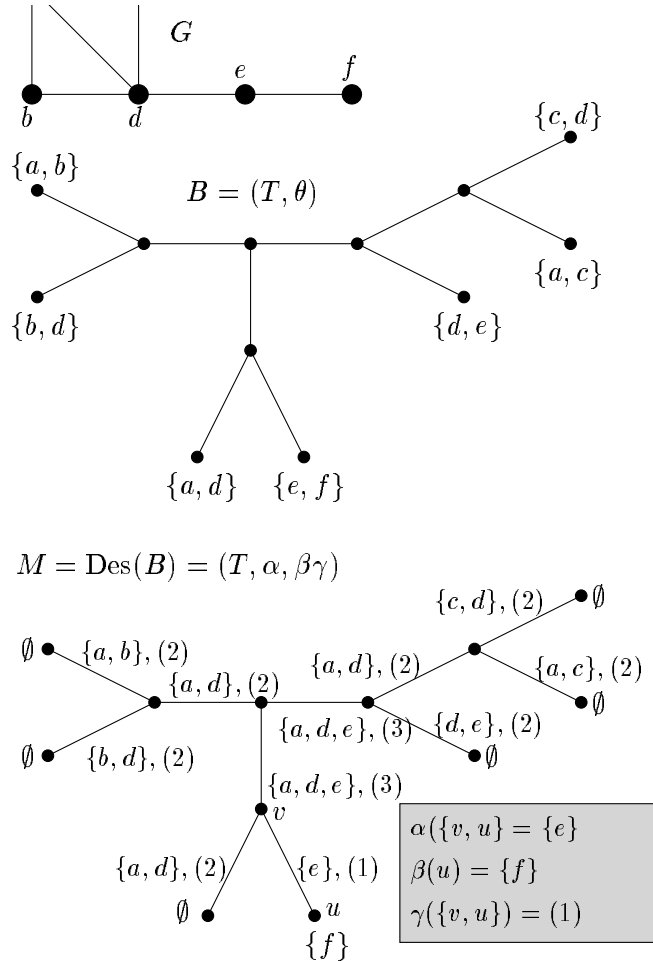 G
e
f
b
d
{c, d}
{a, b}
B = (T, θ)
{a, c}
{b, d}
{d, e}
{a, d}
{e, f}
M = Des(B) = (T, α, βγ)
{c, d}, (2)
∅
∅
{a, b}, (2)
{a, d}, (2)
{a, c}, (2)
{a, d}, (2)
∅
{a, d, e}, (3)
{d, e}, (2)
∅
{b, d}, (2)
∅
{a, d, e}, (3)
v
α({v, u} = {e}
{a, d}, (2)
{e}, (1)
β(u) = {f}
∅
u
γ({v, u}) = (1)
{f}